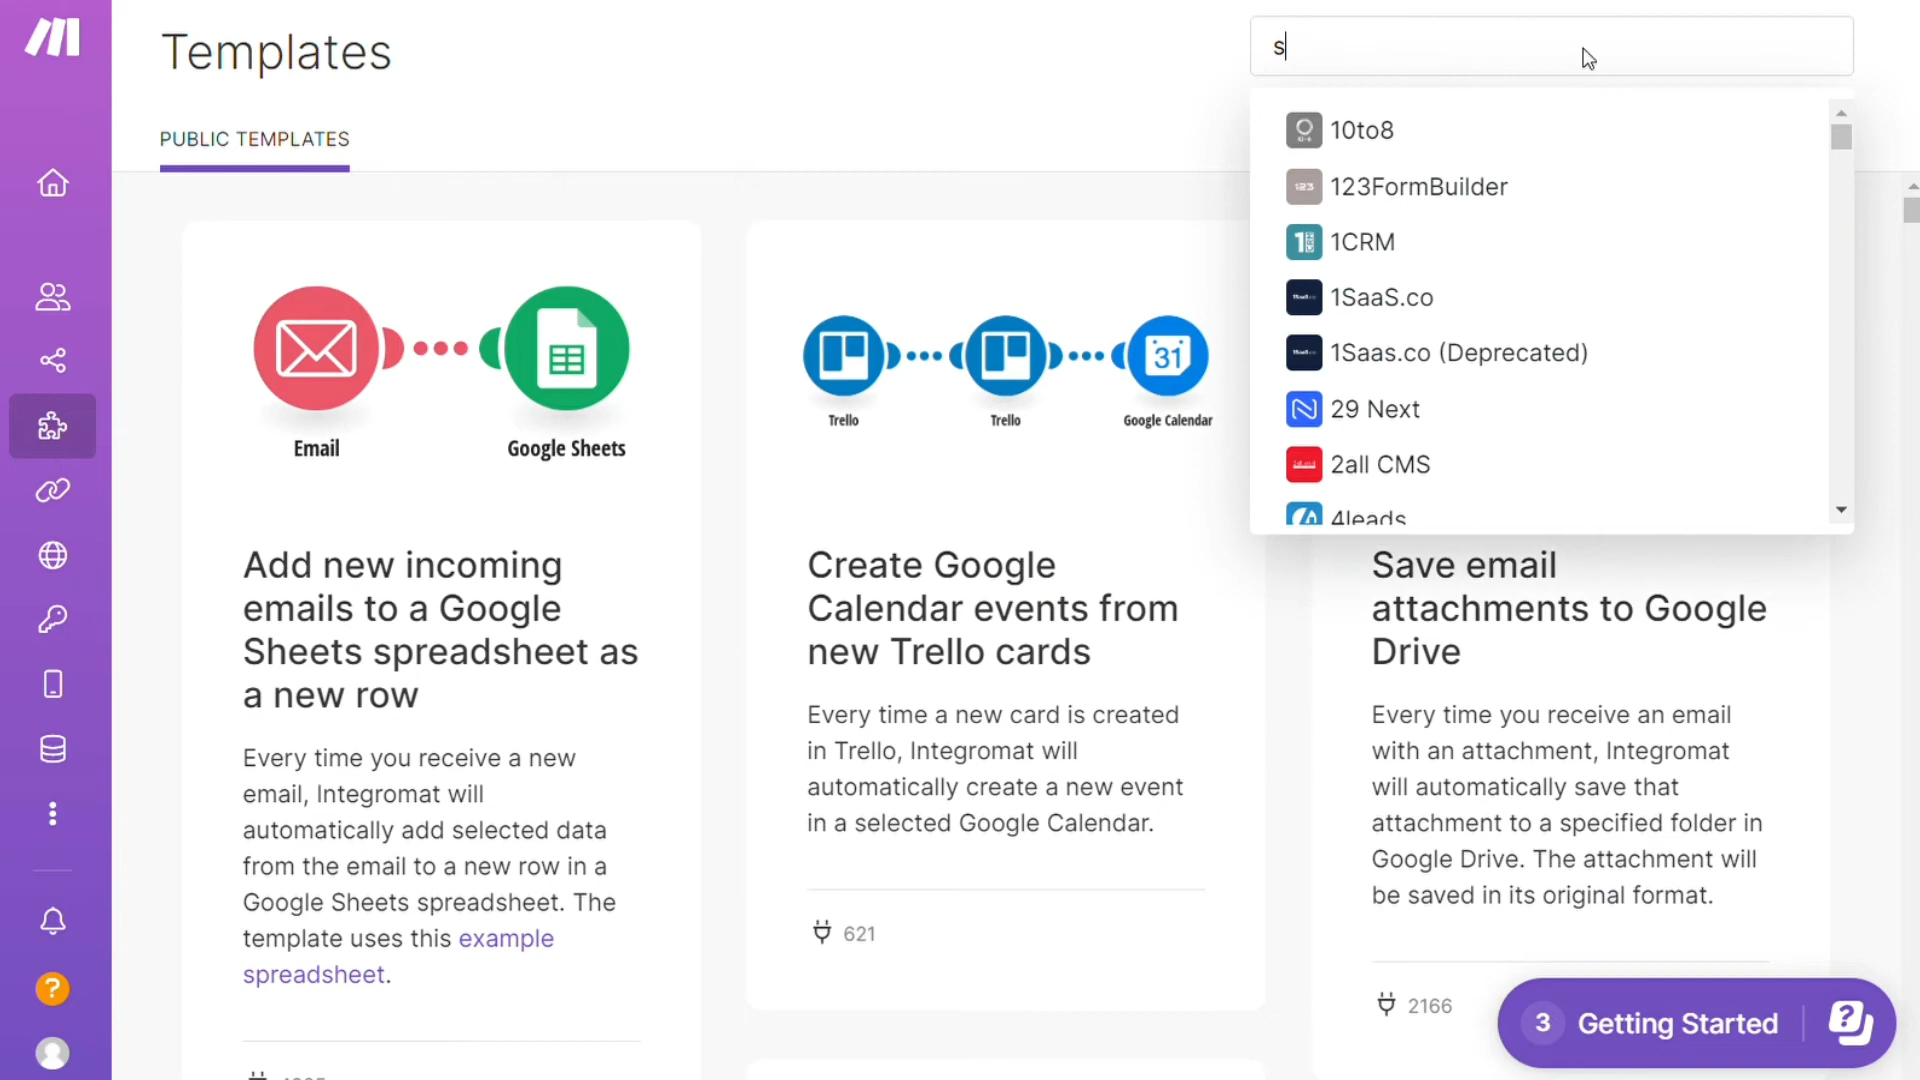 Templates
s
PUBLIC TEMPLATES
10to8
123
123FormBuilder
1CRM
1SaaS.co
1Saas.co (Deprecated)
29 Next
2all CMS
4leads
Email
Google Sheets
Trello
Trello
31
Google Calendar
Add new incoming
emails to a Google
Sheets spreadsheet as
a new row
Every time you receive a new
email, Integromat will
automatically add selected data
from the email to a new row in a
Google Sheets spreadsheet. The
template uses this example
spreadsheet.
Create Google
Calendar events from
new Trello cards
Every time a new card is created
in Trello, Integromat will
automatically create a new event
in a selected Google Calendar.
621
Save email
attachments to Google
Drive
Every time you receive an email
with an attachment, Integromat
will automatically save that
attachment to a specified folder in
Google Drive. The attachment will
be saved in its original format.
2166
3 Getting Started ?
?